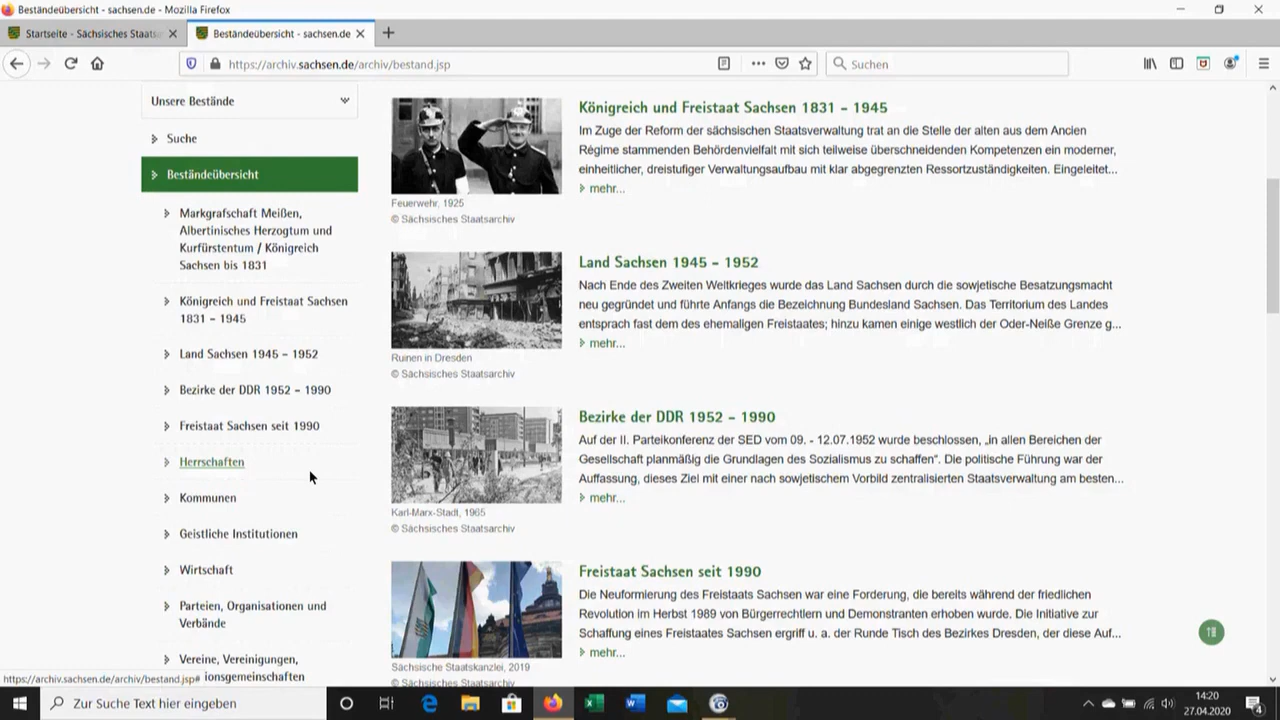 Beständeübersicht - sachsen.de - Mozilla Firefox
Startseite - Sächsisches Staats
Beständeübersicht - sachsen.de
https://archiv.sachsen.de/archiv/bestand.jsp
Suchen
Unsere Bestände
Suche
Beständeübersicht
Markgrafschaft Meißen,
Albertinisches Herzogtum und
Kurfürstentum / Königreich
Sachsen bis 1831
Königreich und Freistaat Sachsen
1831 – 1945
Land Sachsen 1945 – 1952
Bezirke der DDR 1952 – 1990
Freistaat Sachsen seit 1990
Herrschaften
Kommunen
Geistliche Institutionen
Wirtschaft
Parteien, Organisationen und
Verbände
Vereine, Vereinigungen,
ionsgemeinschaften
https://archiv.sachsen.de/archiv/bestand.jsp#
Königreich und Freistaat Sachsen 1831 – 1945
Im Zuge der Reform der sächsischen Staatsverwaltung trat an die Stelle der alten aus dem Ancien
Régime stammenden Behördenvielfalt mit sich teilweise überschneidenden Kompetenzen ein moderner,
einheitlicher, dreistufiger Verwaltungsaufbau mit klar abgegrenzten Ressortzuständigkeiten. Eingeleitet...
mehr...
Feuerwehr, 1925
© Sächsisches Staatsarchiv
Land Sachsen 1945 – 1952
Nach Ende des Zweiten Weltkrieges wurde das Land Sachsen durch die sowjetische Besatzungsmacht
neu gegründet und führte Anfangs die Bezeichnung Bundesland Sachsen. Das Territorium des Landes
entsprach fast dem des ehemaligen Freistaates; hinzu kamen einige westlich der Oder-Neiße Grenze g...
mehr...
Ruinen in Dresden
© Sächsisches Staatsarchiv
Bezirke der DDR 1952 – 1990
Auf der II. Parteikonferenz der SED vom 09. - 12.07.1952 wurde beschlossen, „in allen Bereichen der
Gesellschaft planmäßig die Grundlagen des Sozialismus zu schaffen“. Die politische Führung war der
Auffassung, dieses Ziel mit einer nach sowjetischem Vorbild zentralisierten Staatsverwaltung am besten...
mehr...
Karl-Marx-Stadt, 1965
© Sächsisches Staatsarchiv
Freistaat Sachsen seit 1990
Die Neuformierung des Freistaats Sachsen war eine Forderung, die bereits während der friedlichen
Revolution im Herbst 1989 von Bürgerrechtlern und Demonstranten erhoben wurde. Die Initiative zur
Schaffung eines Freistaates Sachsen ergriff u. a. der Runde Tisch des Bezirkes Dresden, der diese Auf...
mehr...
Sächsische Staatskanzlei, 2019
© Sächsisches Staatsarchiv
Zur Suche Text hier eingeben
14:20
27.04.2020
4